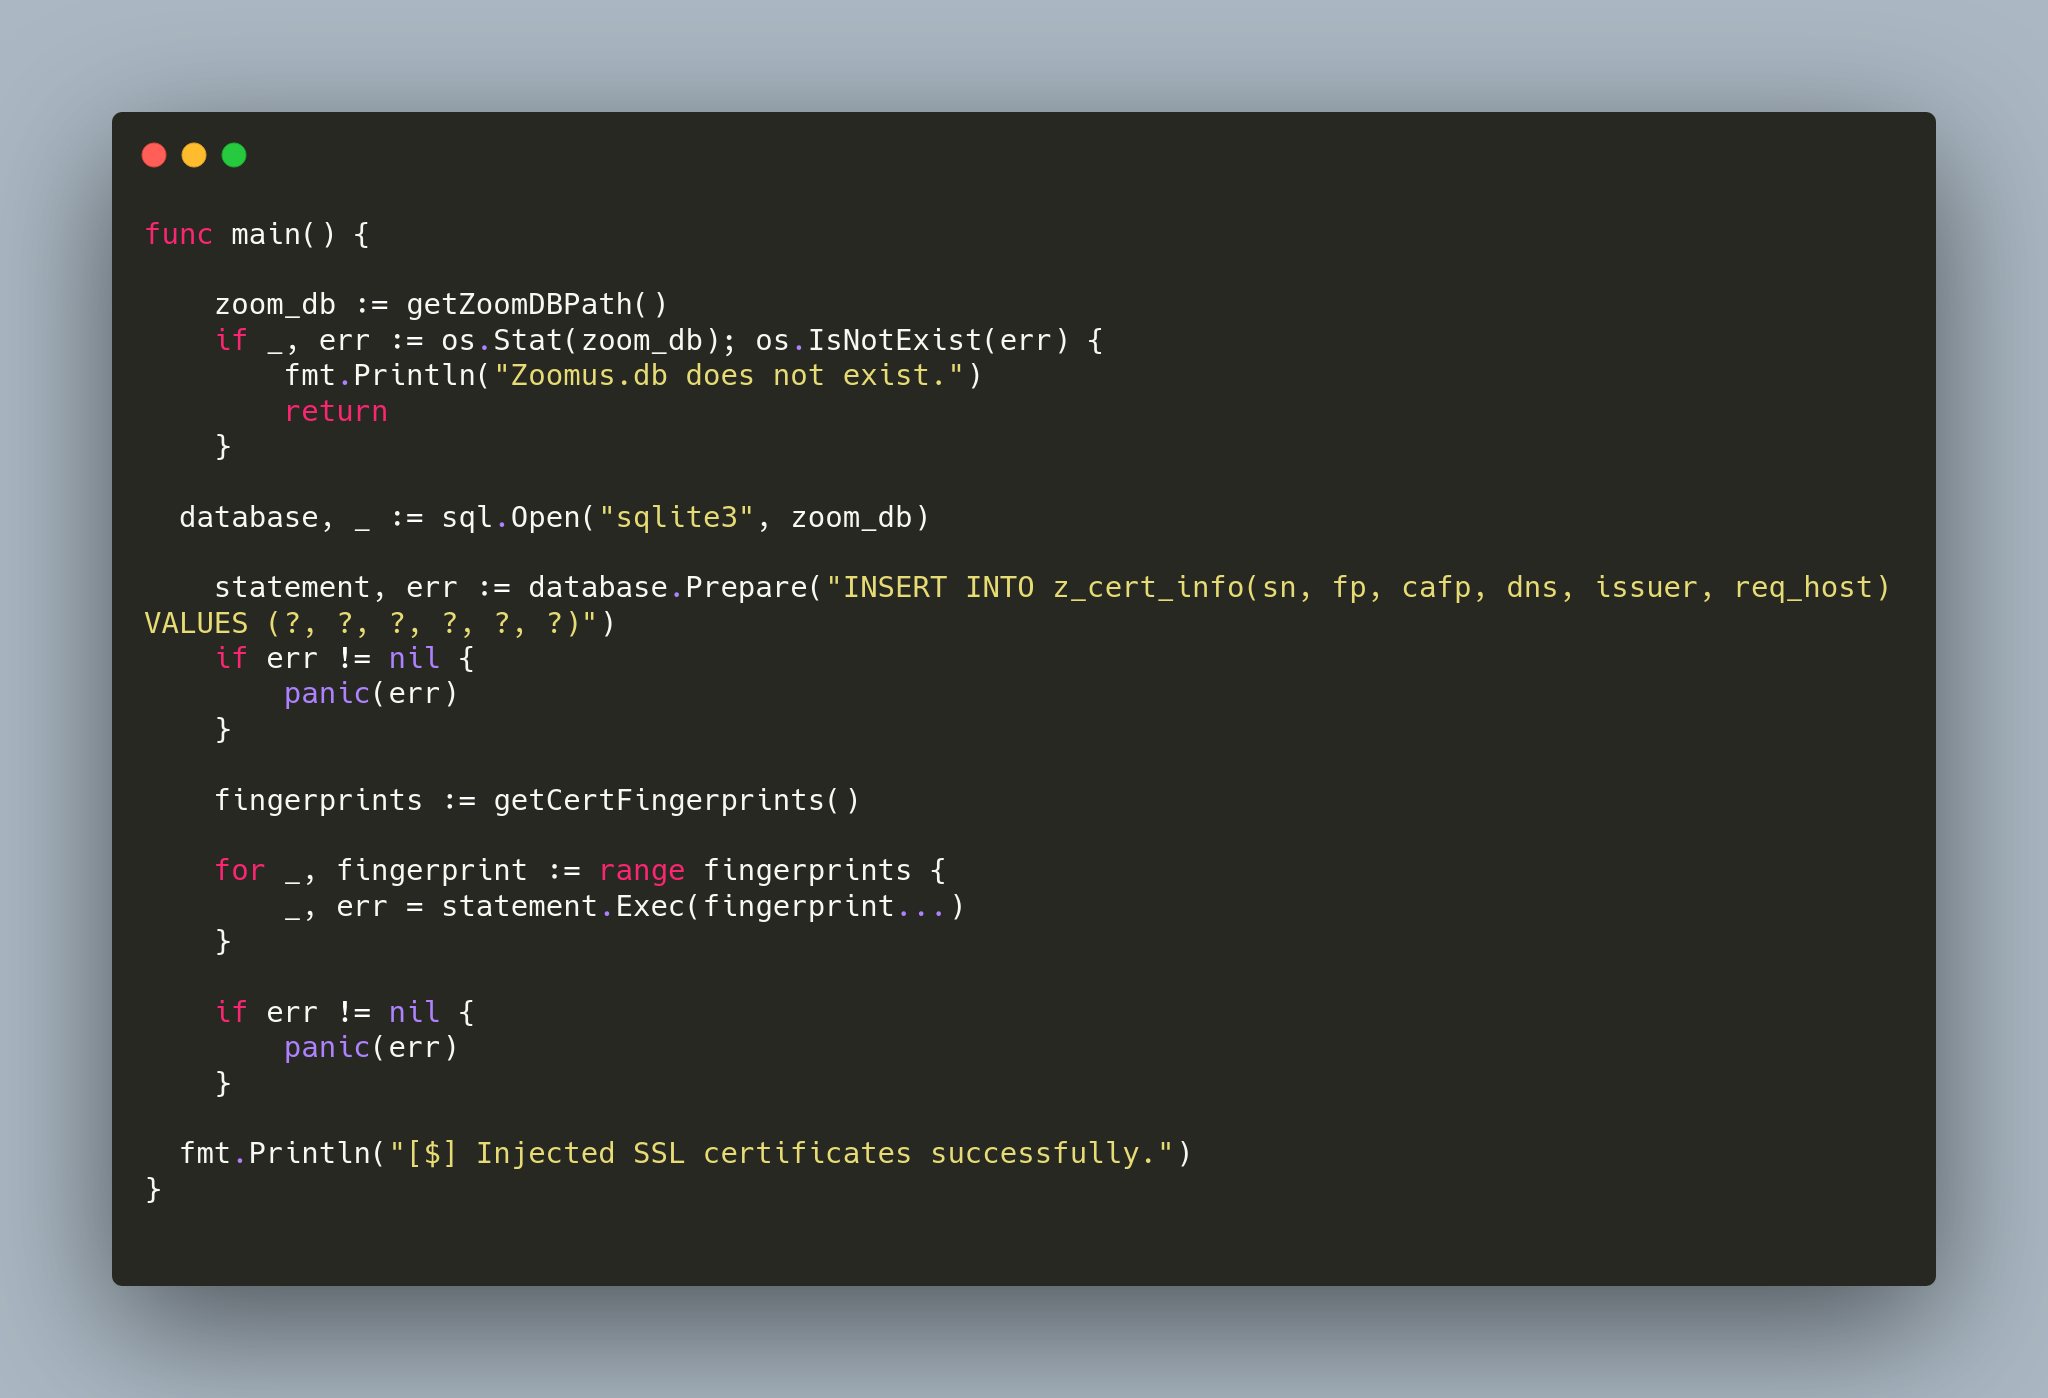 func main() {
zoom_db := getZoomDBPath()
if _, err := os.Stat(zoom_db); os.IsNotExist(err) {
fmt.Println("Zoomus.db does not exist.")
return
}
database, _ := sql.Open("sqlite3", zoom_db)
statement, err := database.Prepare("INSERT INTO z_cert_info(sn, fp, cafp, dns, issuer, req_host)
VALUES (?, ?, ?, ?, ?, ?)")
if err != nil {
panic(err)
}
fingerprints := getCertFingerprints()
for _, fingerprint := range fingerprints {
_, err = statement.Exec(fingerprint...)
}
if err != nil {
panic(err)
}
fmt.Println("[$] Injected SSL certificates successfully.")
}